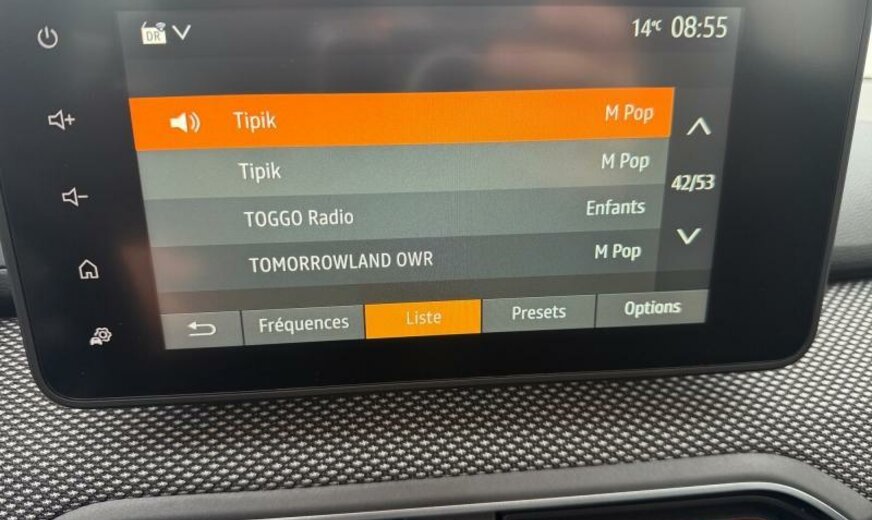 DR 14°C 08:55
Tipik M Pop
Tipik M Pop
42/53
TOGGO Radio Enfants
TOMORROWLAND OWR M Pop
Fréquences Liste Presets Options